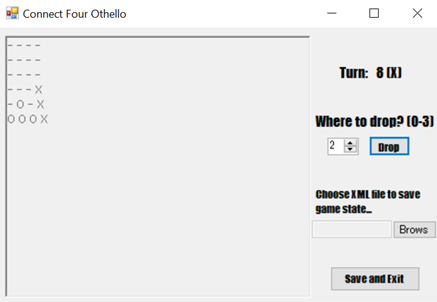 Connect Four Othello
- - - -
- - - -
- - - -
- - - X
- O - X
O O O X
Turn: 8 (X)
Where to drop? (0-3)
2
Drop
Choose XML file to save
game state...
Brows
Save and Exit